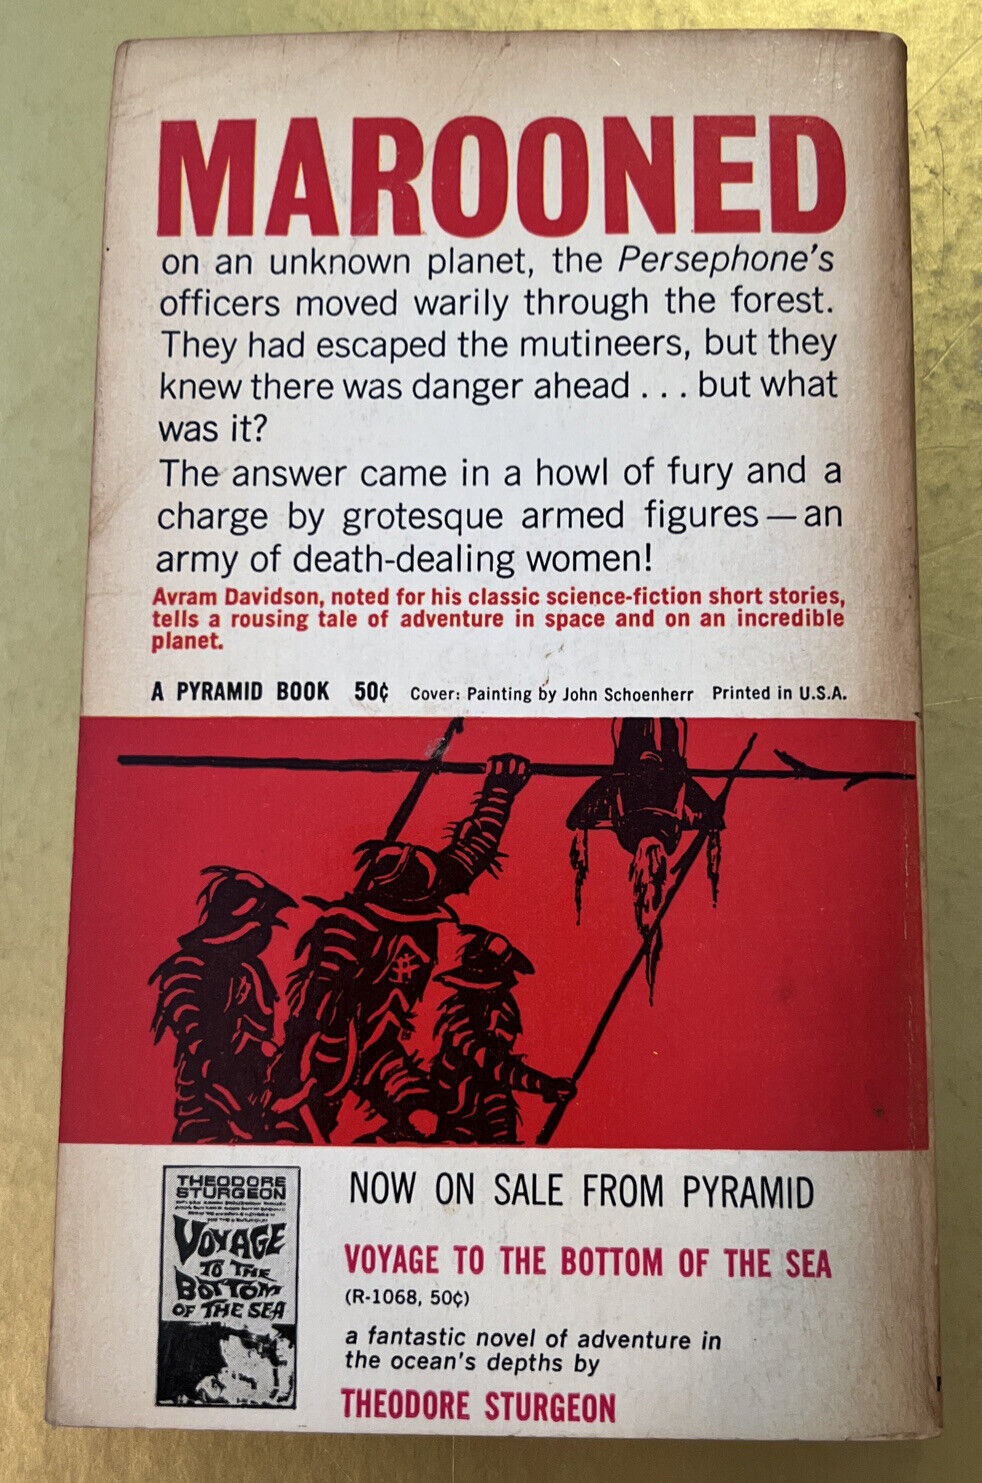 MAROONED
on an unknown planet, the Persephone's
officers moved warily through the forest.
They had escaped the mutineers, but they
knew there was danger ahead . . . but what
was it?
The answer came in a howl of fury and a
charge by grotesque armed figures — an
army of death-dealing women!
Avram Davidson, noted for his classic science-fiction short stories,
tells a rousing tale of adventure in space and on an incredible
planet.
A PYRAMID BOOK 50¢ Cover: Painting by John Schoenherr Printed in U.S.A.
THEODORE
STURGEON
VOYAGE
TO THE
BOTTOM
OF THE SEA
NOW ON SALE FROM PYRAMID
VOYAGE TO THE BOTTOM OF THE SEA
(R-1068, 50¢)
a fantastic novel of adventure in
the ocean's depths by
THEODORE STURGEON